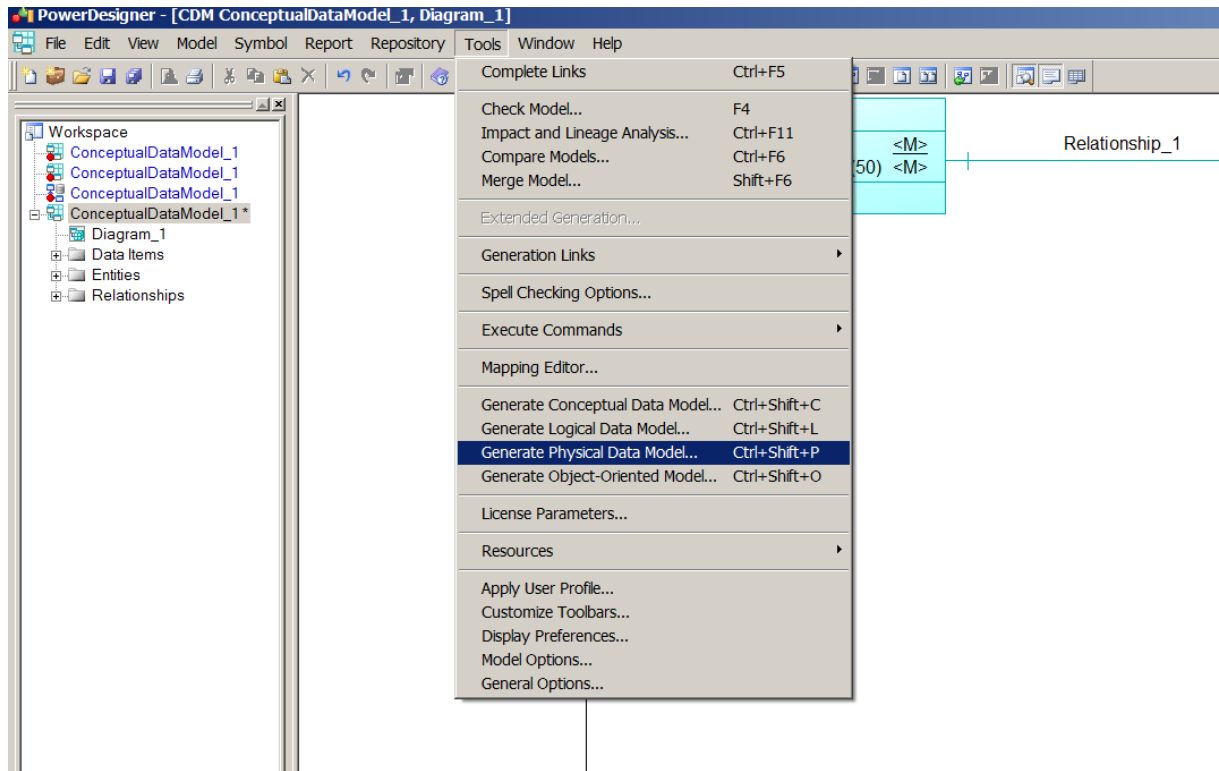 PowerDesigner - [CDM ConceptualDataModel_1, Diagram_1]
File Edit View Model Symbol Report Repository Tools Window Help
Workspace
ConceptualDataModel_1
ConceptualDataModel_1
ConceptualDataModel_1
ConceptualDataModel_1 *
Diagram_1
Data Items
Entities
Relationships
Complete Links Ctrl+F5
Check Model... F4
Impact and Lineage Analysis... Ctrl+F11
Compare Models... Ctrl+F6
Merge Model... Shift+F6
Extended Generation...
Generation Links
Spell Checking Options...
Execute Commands
Mapping Editor...
Generate Conceptual Data Model... Ctrl+Shift+C
Generate Logical Data Model... Ctrl+Shift+L
Generate Physical Data Model... Ctrl+Shift+P
Generate Object-Oriented Model... Ctrl+Shift+O
License Parameters...
Resources
Apply User Profile...
Customize Toolbars...
Display Preferences...
Model Options...
General Options...
<M>
(50) <M>
Relationship_1